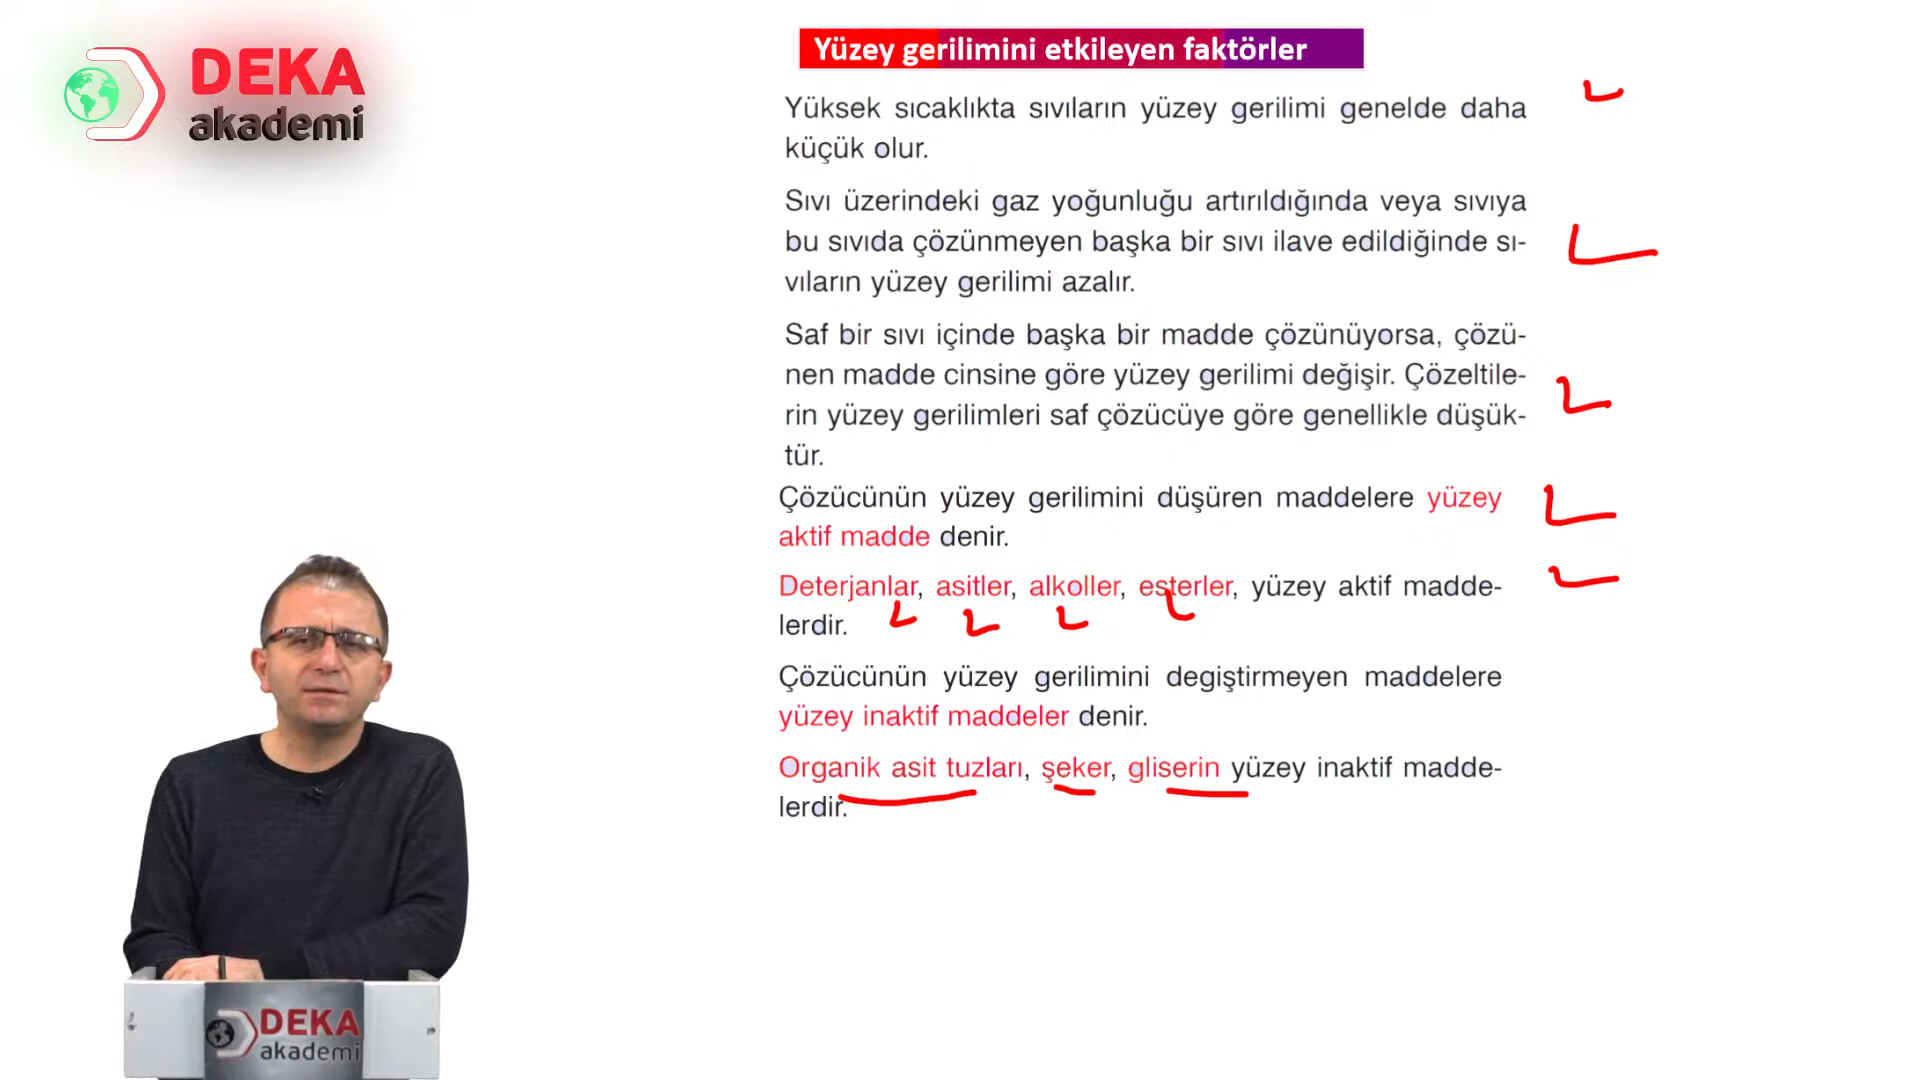 DEKA
akademi
Yüzey gerilimini etkileyen faktörler
Yüksek sıcaklıkta sıvıların yüzey gerilimi genelde daha
küçük olur.
Sıvı üzerindeki gaz yoğunluğu artırıldığında veya sıvıya
bu sıvıda çözünmeyen başka bir sıvı ilave edildiğinde sı-
vıların yüzey gerilimi azalır.
Saf bir sıvı içinde başka bir madde çözünüyorsa, çözü-
nen madde cinsine göre yüzey gerilimi değişir. Çözeltile-
rin yüzey gerilimleri saf çözücüye göre genellikle düşük-
tür.
Çözücünün yüzey gerilimini düşüren maddelere yüzey
aktif madde denir.
Deterjanlar, asitler, alkoller, esterler, yüzey aktif madde-
lerdir.
Çözücünün yüzey gerilimini degiştirmeyen maddelere
yüzey inaktif maddeler denir.
Organik asit tuzları, şeker, gliserin yüzey inaktif madde-
lerdir.
DEKA
akademi